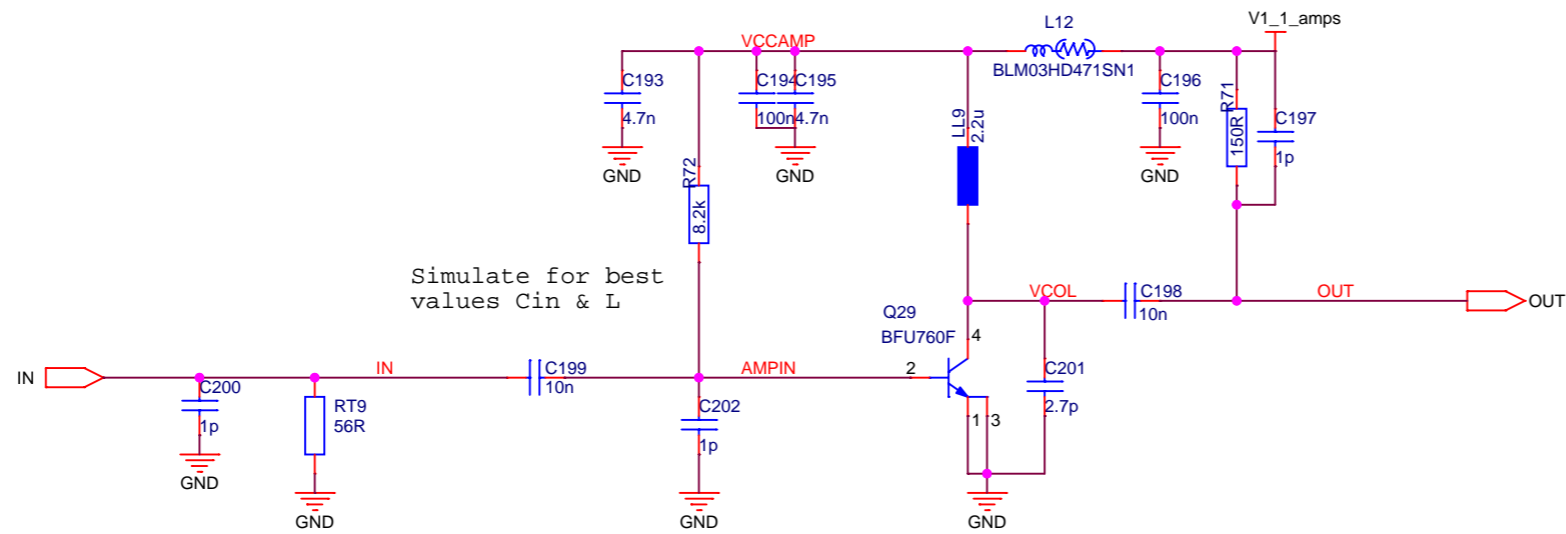 V1_1_amps
L12
BLM03HD471SN1
VCCAMP
C193
4.7n
GND
C194
100n
C195
4.7n
GND
LL9
2.2u
C196
100n
GND
R71
150R
C197
1p
R72
8.2k
Simulate for best
values Cin & L
Q29
BFU760F
4
2
1
3
VCOL
C198
10n
OUT
OUT
IN
IN
C200
1p
GND
RT9
56R
GND
C199
10n
AMPIN
C202
1p
GND
C201
2.7p
GND